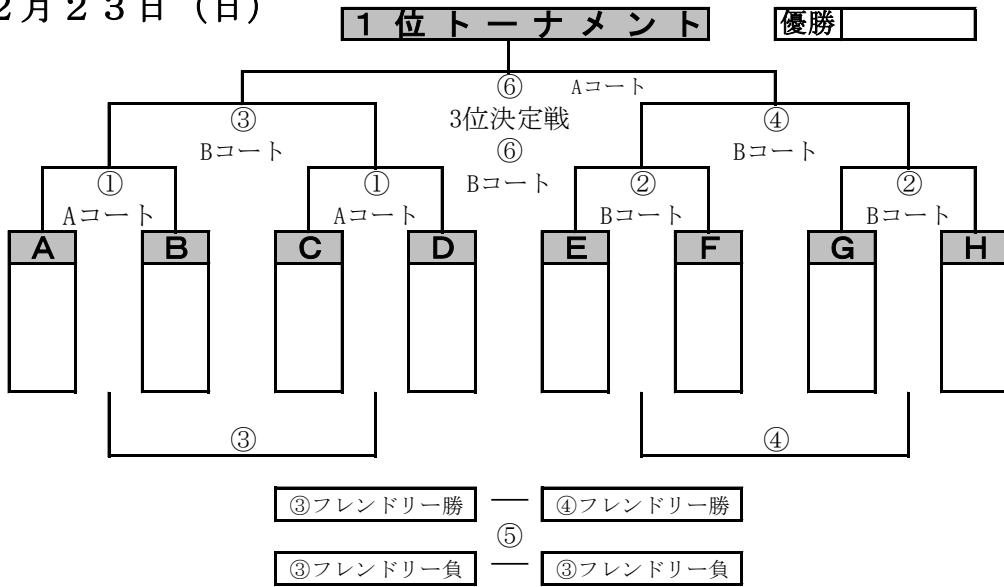 2月23日（日）
1位トーナメント
優勝
⑥ Aコート
③
3位決定戦
④
Bコート
⑥
Bコート
①
①
Bコート
②
②
Aコート
Aコート
Bコート
Bコート
A
B
C
D
E
F
G
H
③
④
③フレンドリー勝 ― ④フレンドリー勝
⑤
③フレンドリー負 ― ③フレンドリー負